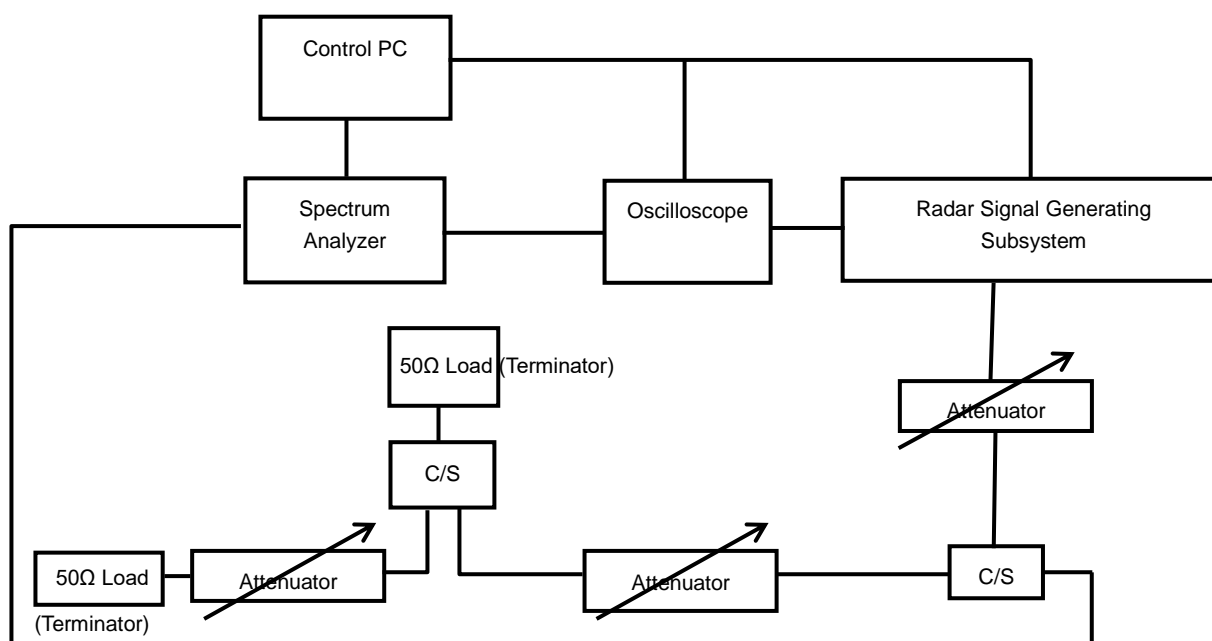 Control PC
Spectrum
Analyzer
Oscilloscope
Radar Signal Generating
Subsystem
50Ω Load (Terminator)
Attenuator
C/S
50Ω Load
(Terminator)
Attenuator
Attenuator
C/S